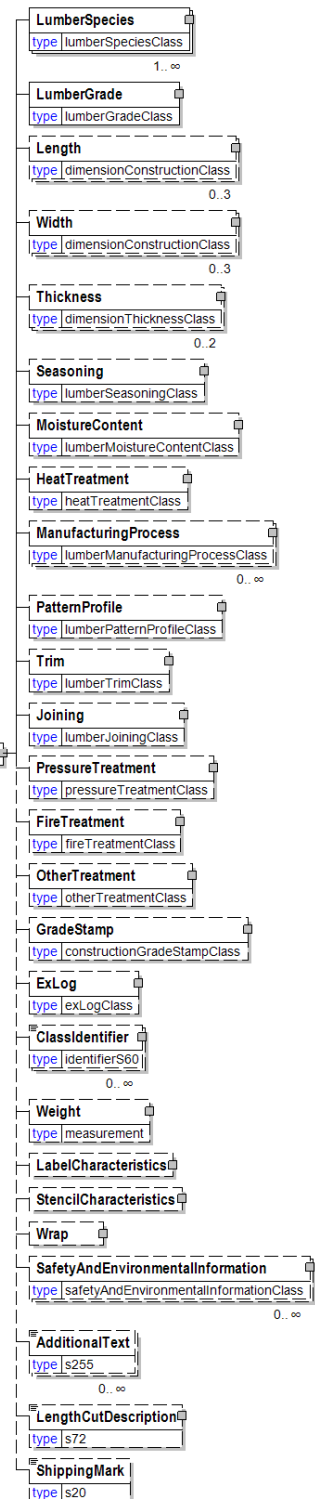 LumberSpecies
type lumberSpeciesClass
1.. ∞
LumberGrade
type lumberGradeClass
Length
type dimensionConstructionClass
0..3
Width
type dimensionConstructionClass
0..3
Thickness
type dimensionThicknessClass
0..2
Seasoning
type lumberSeasoningClass
MoistureContent
type lumberMoistureContentClass
HeatTreatment
type heatTreatmentClass
ManufacturingProcess
type lumberManufacturingProcessClass
0.. ∞
PatternProfile
type lumberPatternProfileClass
Trim
type lumberTrimClass
Joining
type lumberJoiningClass
PressureTreatment
type pressureTreatmentClass
FireTreatment
type fireTreatmentClass
OtherTreatment
type otherTreatmentClass
GradeStamp
type constructionGradeStampClass
ExLog
type exLogClass
ClassIdentifier
type identifierS60
0.. ∞
Weight
type measurement
LabelCharacteristics
StencilCharacteristics
Wrap
SafetyAndEnvironmentalInformation
type safetyAndEnvironmentalInformationClass
0.. ∞
AdditionalText
type s255
0.. ∞
LengthCutDescription
type s72
ShippingMark
type s20